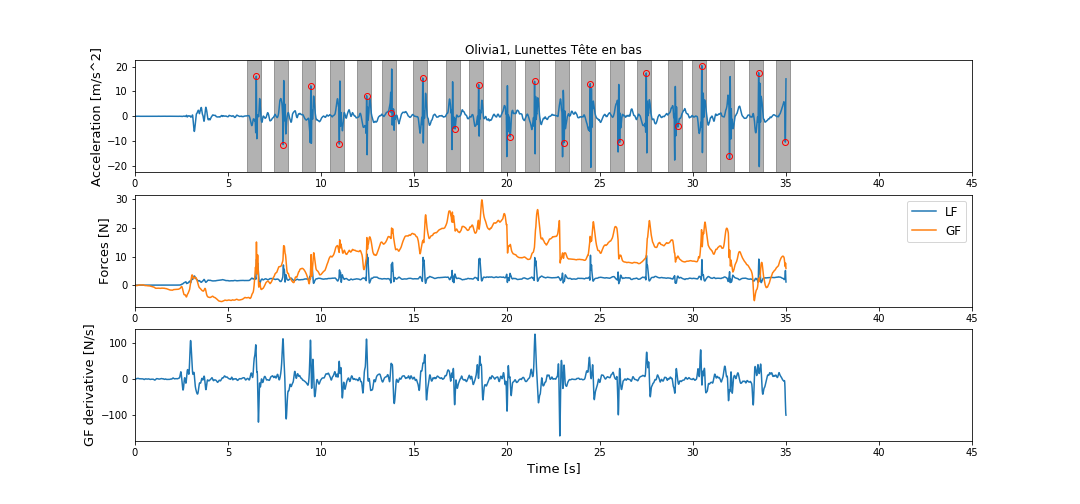 Olivia1, Lunettes Tête en bas
Acceleration [m/s^2]
20
10
0
−10
−20
0 5 10 15 20 25 30 35 40 45
Forces [N]
30
20
10
0
LF
GF
0 5 10 15 20 25 30 35 40 45
GF derivative [N/s]
100
0
−100
0 5 10 15 20 25 30 35 40 45
Time [s]